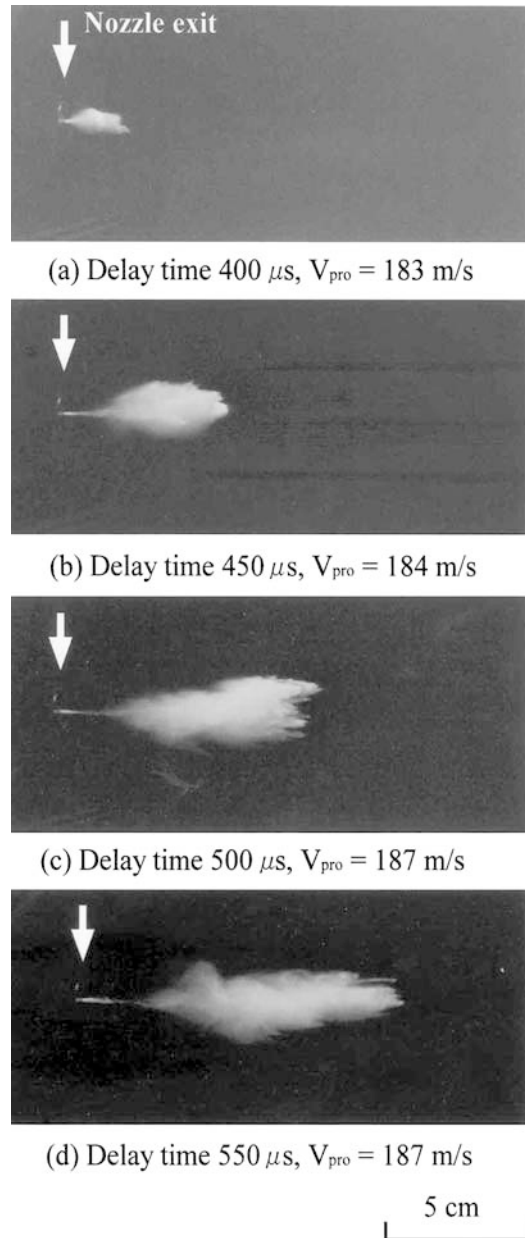 Nozzle exit
(a) Delay time 400 μs, Vpro = 183 m/s
(b) Delay time 450 μs, Vpro = 184 m/s
(c) Delay time 500 μs, Vpro = 187 m/s
(d) Delay time 550 μs, Vpro = 187 m/s
5 cm